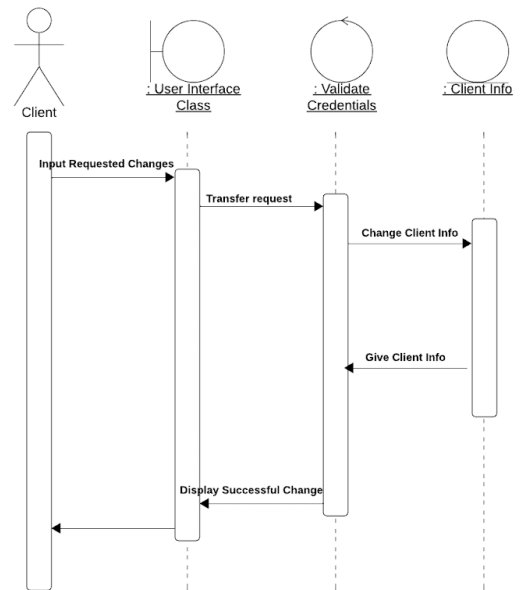 : User Interface
Class
: Validate
Credentials
: Client Info
Client
Input Requested Changes
Transfer request
Change Client Info
Give Client Info
Display Successful Change